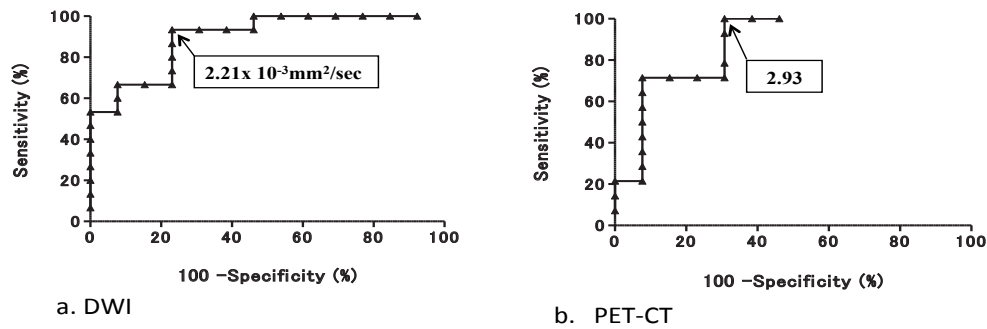 100
80
60
40
20
0
Sensitivity (%)
2.21x 10-³mm²/sec
0 20 40 60 80 100
100 -Specificity (%)
a. DWI
100
80
60
40
20
0
Sensitivity (%)
2.93
0 20 40 60 80 100
100 -Specificity (%)
b. PET-CT